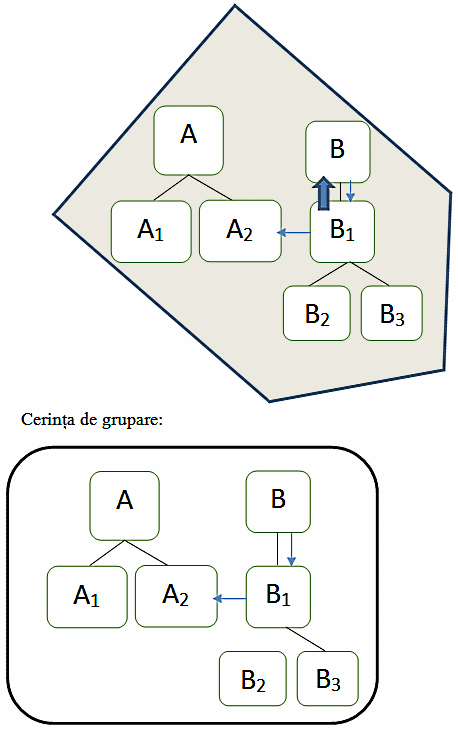 A
B
A₁
A₂
B₁
B₂
B₃
Cerința de grupare:
A
B
A₁
A₂
B₁
B₂
B₃